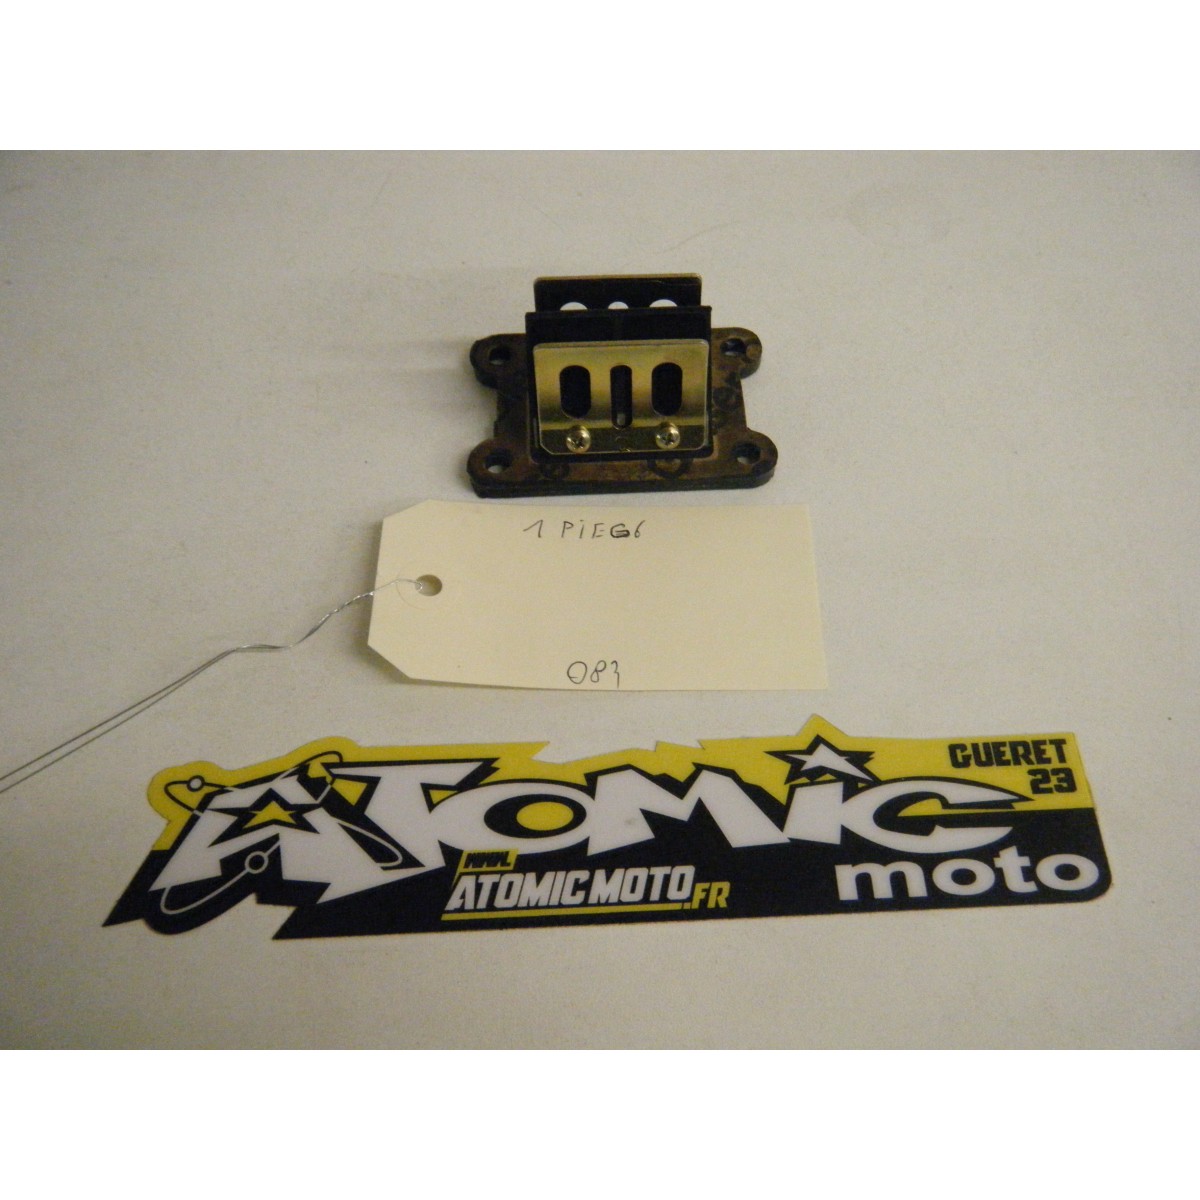 1 PiEG6
083
ATOMiC
GUERET
23
moto
WWW.
ATOMICMOTO.FR